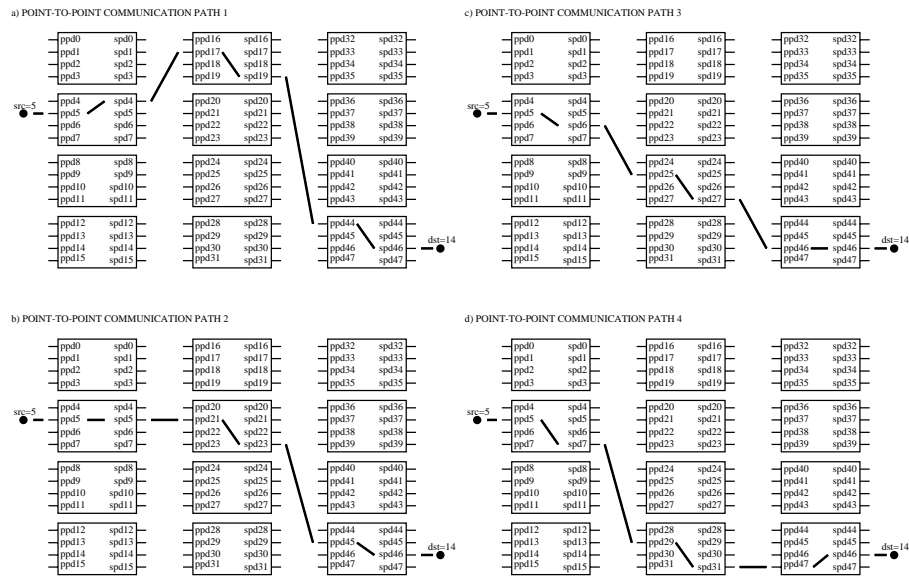 a) POINT-TO-POINT COMMUNICATION PATH 1
ppd0 spd0 ppd16 spd16 ppd32 spd32
ppd1 spd1 ppd17 spd17 ppd33 spd33
ppd2 spd2 ppd18 spd18 ppd34 spd34
ppd3 spd3 ppd19 spd19 ppd35 spd35
src=5
ppd4 spd4 ppd20 spd20 ppd36 spd36
ppd5 spd5 ppd21 spd21 ppd37 spd37
ppd6 spd6 ppd22 spd22 ppd38 spd38
ppd7 spd7 ppd23 spd23 ppd39 spd39
ppd8 spd8 ppd24 spd24 ppd40 spd40
ppd9 spd9 ppd25 spd25 ppd41 spd41
ppd10 spd10 ppd26 spd26 ppd42 spd42
ppd11 spd11 ppd27 spd27 ppd43 spd43
ppd12 spd12 ppd28 spd28 ppd44 spd44
ppd13 spd13 ppd29 spd29 ppd45 spd45
ppd14 spd14 ppd30 spd30 ppd46 spd46
ppd15 spd15 ppd31 spd31 ppd47 spd47
dst=14
c) POINT-TO-POINT COMMUNICATION PATH 3
ppd0 spd0 ppd16 spd16 ppd32 spd32
ppd1 spd1 ppd17 spd17 ppd33 spd33
ppd2 spd2 ppd18 spd18 ppd34 spd34
ppd3 spd3 ppd19 spd19 ppd35 spd35
src=5
ppd4 spd4 ppd20 spd20 ppd36 spd36
ppd5 spd5 ppd21 spd21 ppd37 spd37
ppd6 spd6 ppd22 spd22 ppd38 spd38
ppd7 spd7 ppd23 spd23 ppd39 spd39
ppd8 spd8 ppd24 spd24 ppd40 spd40
ppd9 spd9 ppd25 spd25 ppd41 spd41
ppd10 spd10 ppd26 spd26 ppd42 spd42
ppd11 spd11 ppd27 spd27 ppd43 spd43
ppd12 spd12 ppd28 spd28 ppd44 spd44
ppd13 spd13 ppd29 spd29 ppd45 spd45
ppd14 spd14 ppd30 spd30 ppd46 spd46
ppd15 spd15 ppd31 spd31 ppd47 spd47
dst=14
b) POINT-TO-POINT COMMUNICATION PATH 2
ppd0 spd0 ppd16 spd16 ppd32 spd32
ppd1 spd1 ppd17 spd17 ppd33 spd33
ppd2 spd2 ppd18 spd18 ppd34 spd34
ppd3 spd3 ppd19 spd19 ppd35 spd35
src=5
ppd4 spd4 ppd20 spd20 ppd36 spd36
ppd5 spd5 ppd21 spd21 ppd37 spd37
ppd6 spd6 ppd22 spd22 ppd38 spd38
ppd7 spd7 ppd23 spd23 ppd39 spd39
ppd8 spd8 ppd24 spd24 ppd40 spd40
ppd9 spd9 ppd25 spd25 ppd41 spd41
ppd10 spd10 ppd26 spd26 ppd42 spd42
ppd11 spd11 ppd27 spd27 ppd43 spd43
ppd12 spd12 ppd28 spd28 ppd44 spd44
ppd13 spd13 ppd29 spd29 ppd45 spd45
ppd14 spd14 ppd30 spd30 ppd46 spd46
ppd15 spd15 ppd31 spd31 ppd47 spd47
dst=14
d) POINT-TO-POINT COMMUNICATION PATH 4
ppd0 spd0 ppd16 spd16 ppd32 spd32
ppd1 spd1 ppd17 spd17 ppd33 spd33
ppd2 spd2 ppd18 spd18 ppd34 spd34
ppd3 spd3 ppd19 spd19 ppd35 spd35
src=5
ppd4 spd4 ppd20 spd20 ppd36 spd36
ppd5 spd5 ppd21 spd21 ppd37 spd37
ppd6 spd6 ppd22 spd22 ppd38 spd38
ppd7 spd7 ppd23 spd23 ppd39 spd39
ppd8 spd8 ppd24 spd24 ppd40 spd40
ppd9 spd9 ppd25 spd25 ppd41 spd41
ppd10 spd10 ppd26 spd26 ppd42 spd42
ppd11 spd11 ppd27 spd27 ppd43 spd43
ppd12 spd12 ppd28 spd28 ppd44 spd44
ppd13 spd13 ppd29 spd29 ppd45 spd45
ppd14 spd14 ppd30 spd30 ppd46 spd46
ppd15 spd15 ppd31 spd31 ppd47 spd47
dst=14